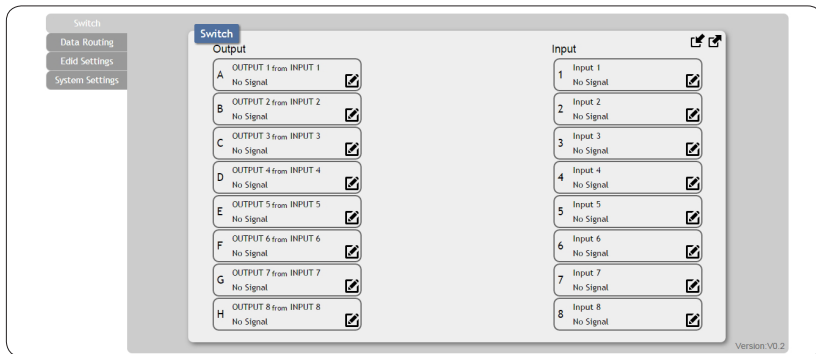 Switch
Data Routing
Edid Settings
System Settings
Switch
Output
A OUTPUT 1 from INPUT 1
No Signal
B OUTPUT 2 from INPUT 2
No Signal
C OUTPUT 3 from INPUT 3
No Signal
D OUTPUT 4 from INPUT 4
No Signal
E OUTPUT 5 from INPUT 5
No Signal
F OUTPUT 6 from INPUT 6
No Signal
G OUTPUT 7 from INPUT 7
No Signal
H OUTPUT 8 from INPUT 8
No Signal
Input
1 Input 1
No Signal
2 Input 2
No Signal
3 Input 3
No Signal
4 Input 4
No Signal
5 Input 5
No Signal
6 Input 6
No Signal
7 Input 7
No Signal
8 Input 8
No Signal
Version:V0.2